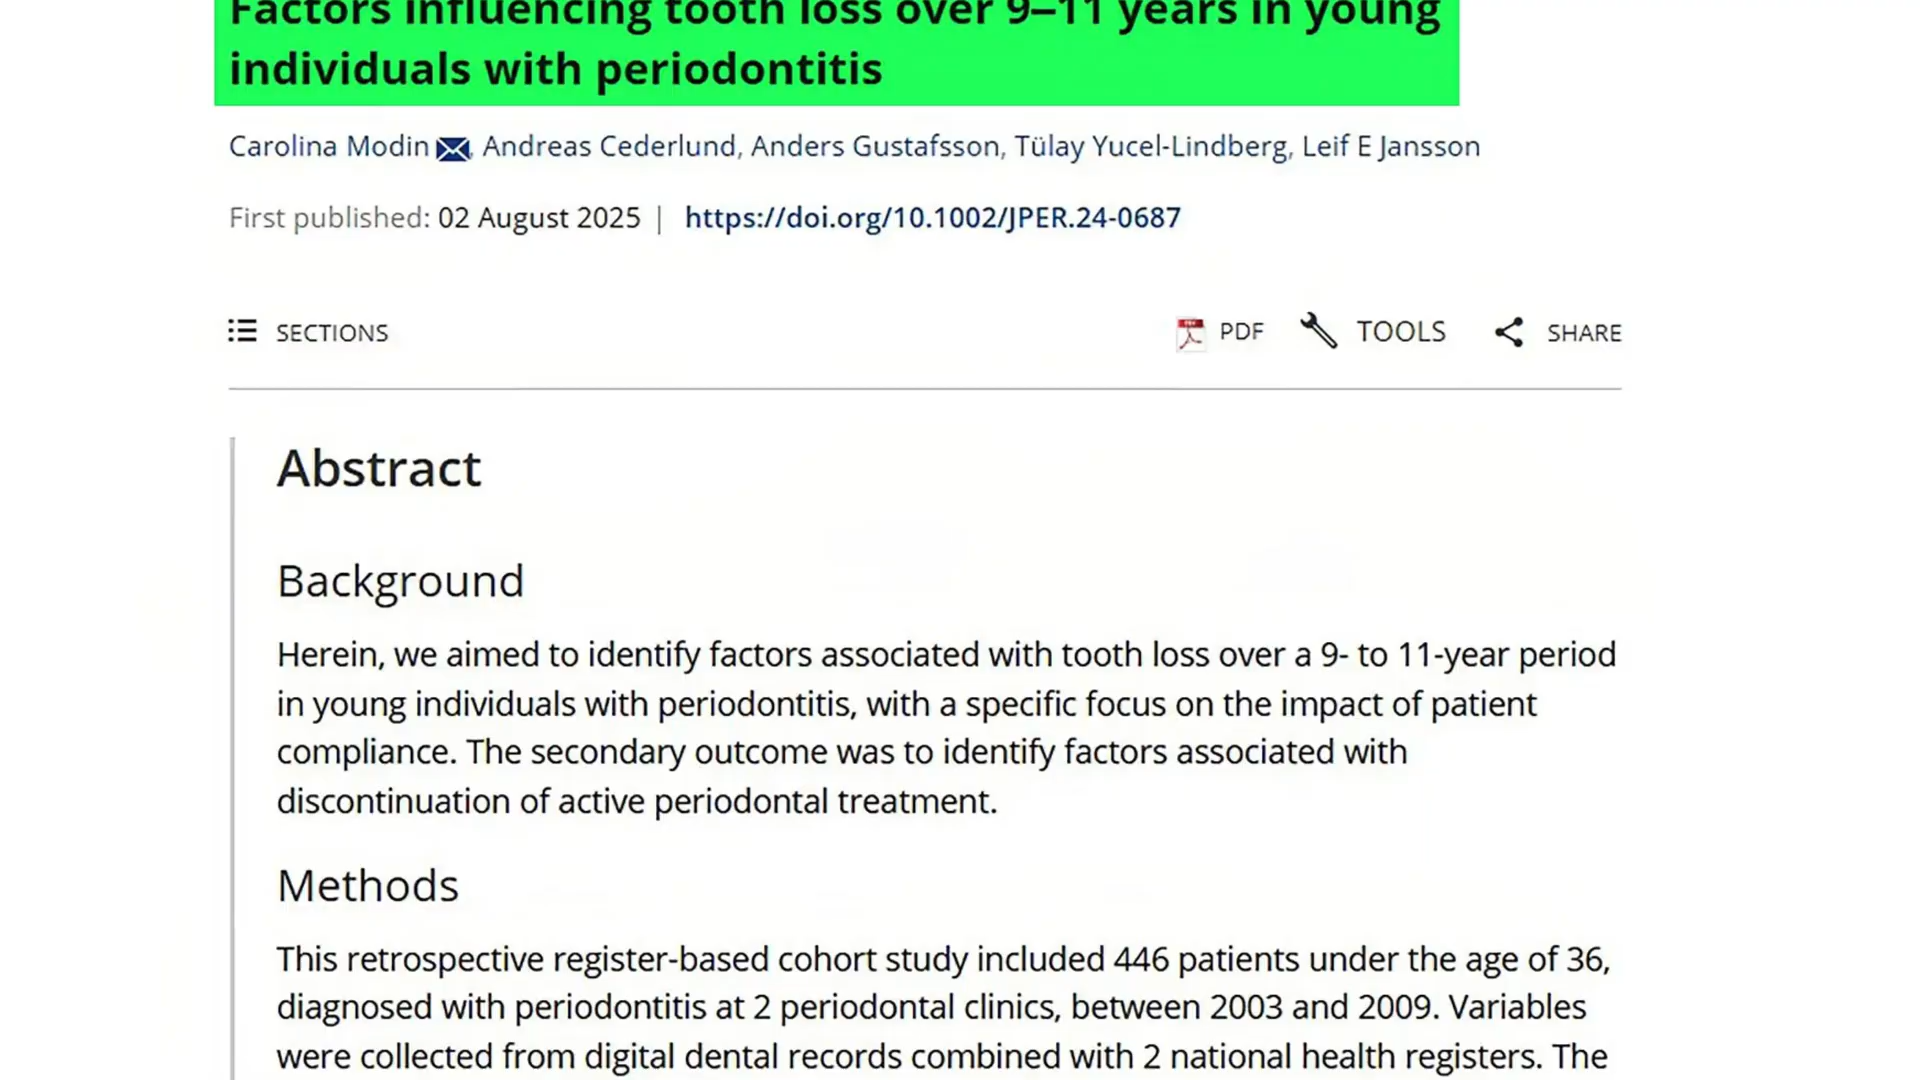 Factors influencing tooth loss over 9–11 years in young
individuals with periodontitis
Carolina Modin, Andreas Cederlund, Anders Gustafsson, Tülay Yucel-Lindberg, Leif E Jansson
First published: 02 August 2025 | https://doi.org/10.1002/JPER.24-0687
SECTIONS PDF TOOLS SHARE
Abstract
Background
Herein, we aimed to identify factors associated with tooth loss over a 9- to 11-year period
in young individuals with periodontitis, with a specific focus on the impact of patient
compliance. The secondary outcome was to identify factors associated with
discontinuation of active periodontal treatment.
Methods
This retrospective register-based cohort study included 446 patients under the age of 36,
diagnosed with periodontitis at 2 periodontal clinics, between 2003 and 2009. Variables
were collected from digital dental records combined with 2 national health registers. The